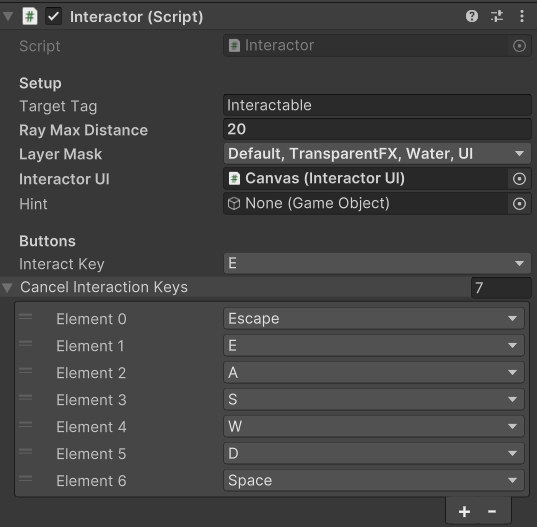 Interactor (Script)
Script Interactor
Setup
Target Tag Interactable
Ray Max Distance 20
Layer Mask Default, TransparentFX, Water, UI
Interactor UI Canvas (Interactor UI)
Hint None (Game Object)
Buttons
Interact Key E
Cancel Interaction Keys 7
Element 0 Escape
Element 1 E
Element 2 A
Element 3 S
Element 4 W
Element 5 D
Element 6 Space